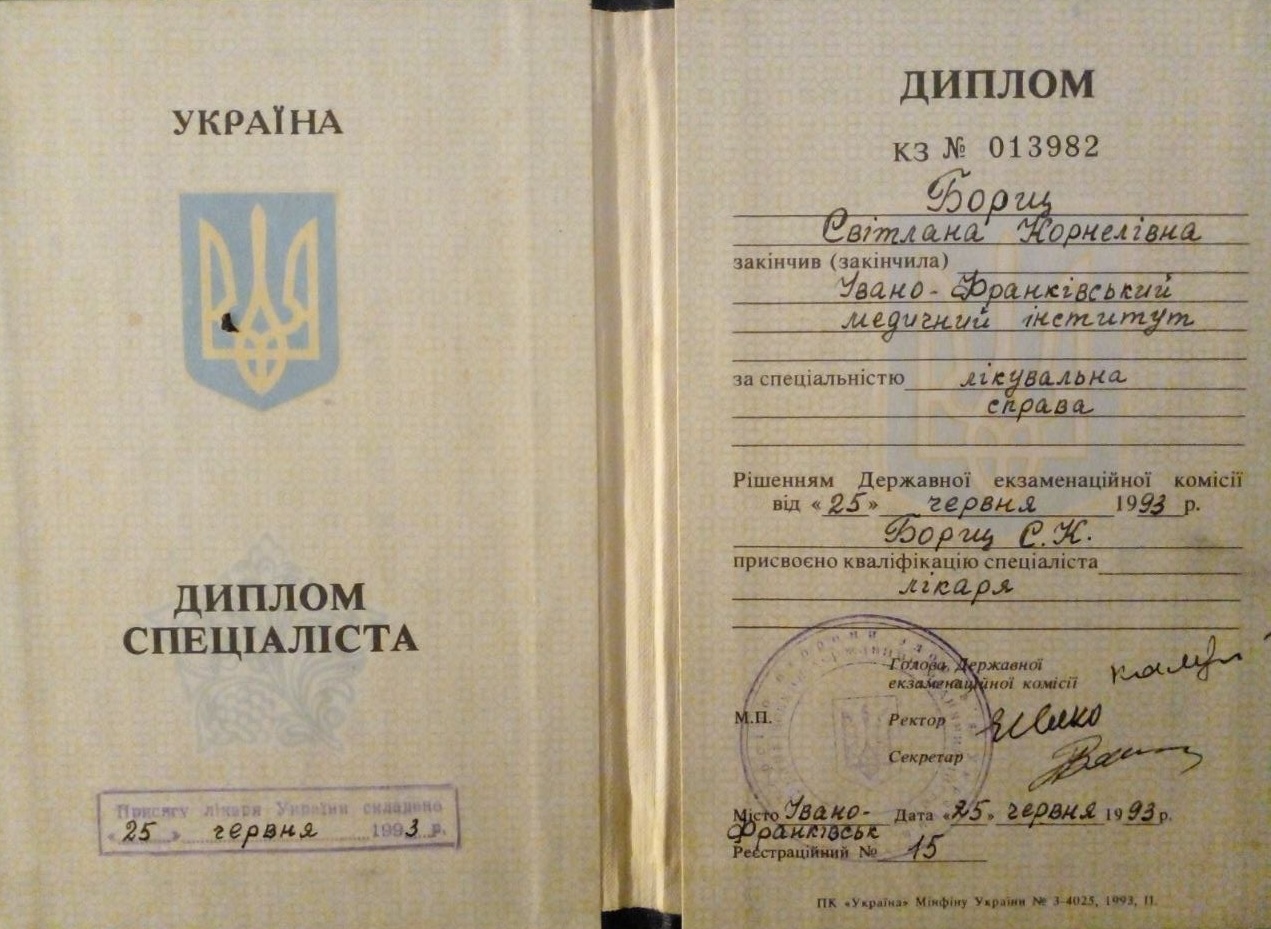 УКРАЇНА
ДИПЛОМ
СПЕЦІАЛІСТА
Присягу лікаря України складено
«25» червня 1993 р.
ДИПЛОМ
КЗ № 013982
Борищ
Світлана Корнелівна
закінчив (закінчила)
Івано-Франківський
медичний інститут
за спеціальністю лікувальна
справа
Рішенням Державної екзаменаційної комісії
від «25» червня 1993 р.
Борищ С.К.
присвоєно кваліфікацію спеціаліста
лікаря
Голова Державної
екзаменаційної комісії
М.П.
Ректор
Секретар
Місто Івано-Франківськ Дата «25» червня 1993 р.
Реєстраційний № 15
ПК «Україна» Мінфіну України № 3-4025, 1993, II.